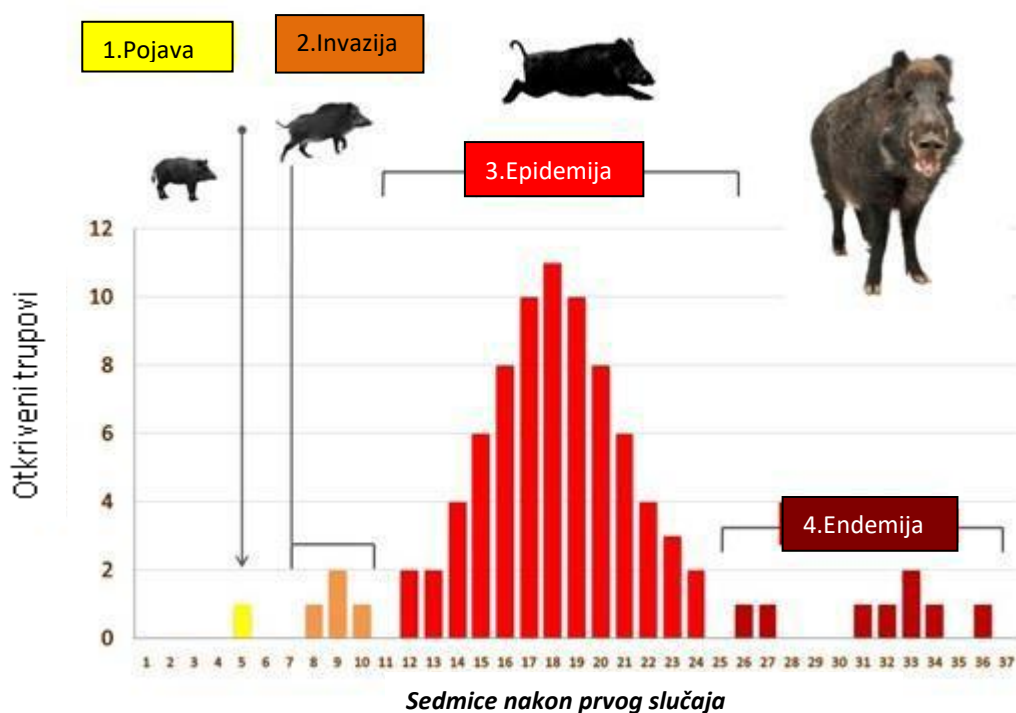 1.Pojava
2.Invazija
3.Epidemija
12
10
8
6
4
2
0
Otkriveni trupovi
4.Endemija
1 2 3 4 5 6 7 8 9 10 11 12 13 14 15 16 17 18 19 20 21 22 23 24 25 26 27 28 29 30 31 32 33 34 35 36 37
Sedmice nakon prvog slučaja